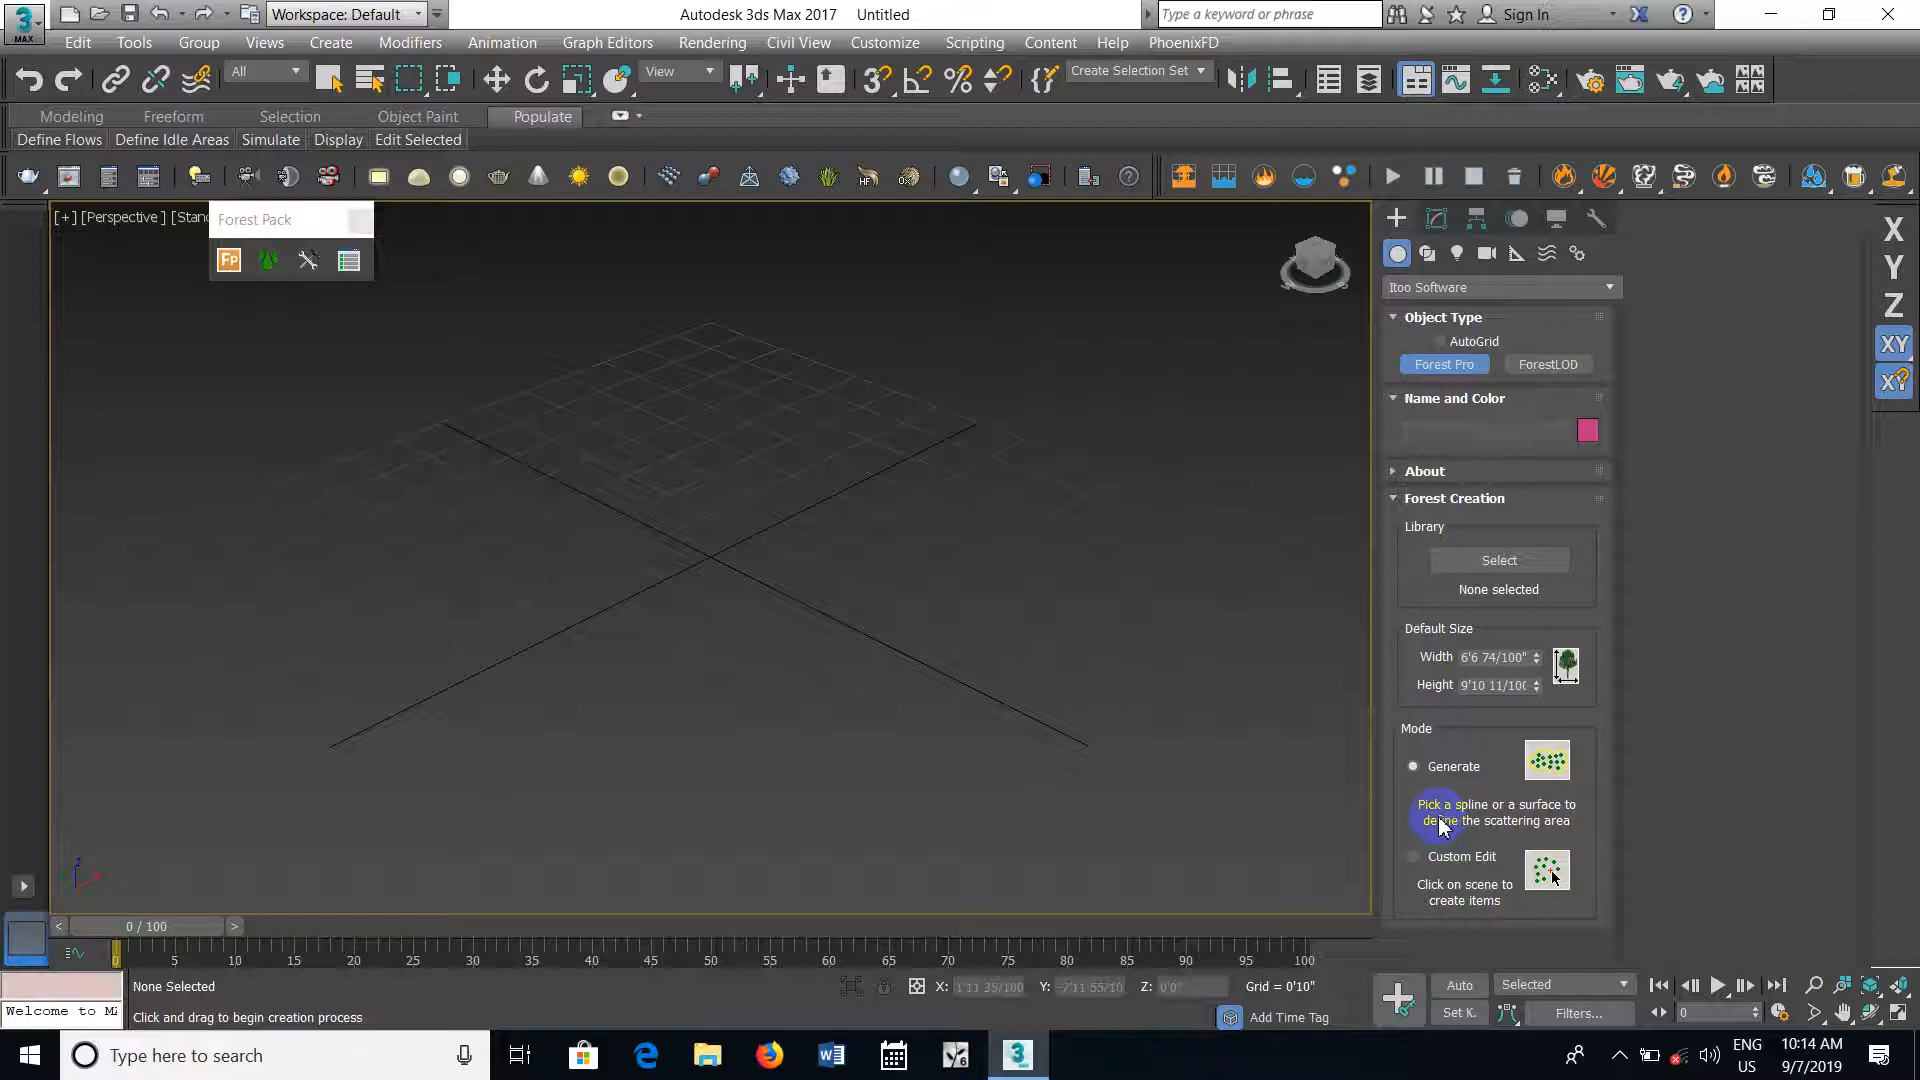 3
MAX
Workspace: Default
Autodesk 3ds Max 2017 Untitled
Type a keyword or phrase
Sign In
Edit Tools Group Views Create Modifiers Animation Graph Editors Rendering Civil View Customize Scripting Content Help PhoenixFD
All
View
Create Selection Set
Modeling Freeform Selection Object Paint Populate
Define Flows Define Idle Areas Simulate Display Edit Selected
HF
[+] [Perspective ] [Stand
Forest Pack
Fp
Itoo Software
Object Type
AutoGrid
Forest Pro ForestLOD
Name and Color
About
Forest Creation
Library
Select
None selected
Default Size
Width 6'6 74/100"
Height 9'10 11/100
Mode
Generate
Pick a spline or a surface to
define the scattering area
Custom Edit
Click on scene to
create items
X
Y
Z
XY
XY
0 / 100
0 5 10 15 20 25 30 35 40 45 50 55 60 65 70 75 80 85 90 95 100
None Selected
Welcome to MA
Click and drag to begin creation process
X: 1'11 35/100 Y: -7'11 55/10 Z: 0'0"
Grid = 0'10"
Add Time Tag
Auto Selected
Set K. Filters...
0
Type here to search
ENG
US
10:14 AM
9/7/2019